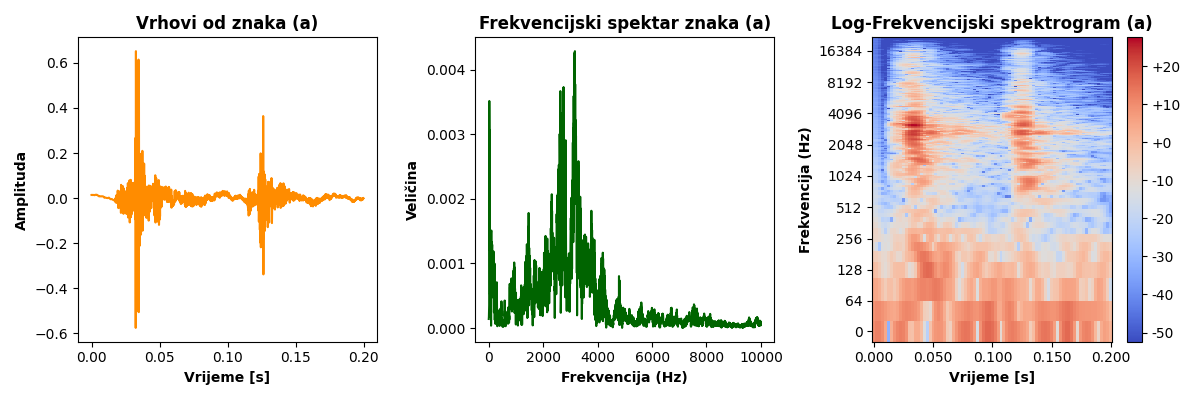 Vrhovi od znaka (a)
0.6
0.4
0.2
0.0
−0.2
−0.4
−0.6
Amplituda
0.00 0.05 0.10 0.15 0.20
Vrijeme [s]
Frekvencijski spektar znaka (a)
0.004
0.003
0.002
0.001
0.000
Veličina
0 2000 4000 6000 8000 10000
Frekvencija (Hz)
Log-Frekvencijski spektrogram (a)
16384
8192
4096
2048
1024
512
256
128
64
0
Frekvencija (Hz)
0.000 0.050 0.100 0.150 0.200
Vrijeme [s]
+20
+10
+0
-10
-20
-30
-40
-50